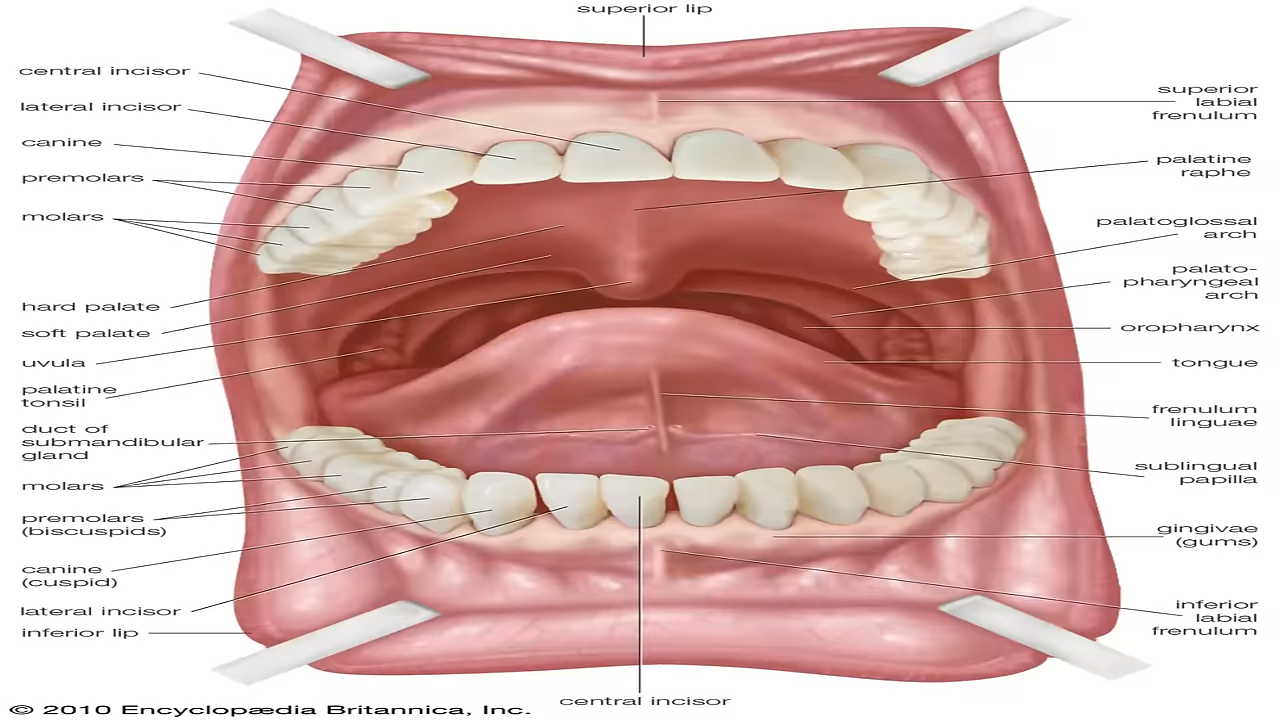 superior lip
central incisor
lateral incisor
canine
premolars
molars
hard palate
soft palate
uvula
palatine
tonsil
duct of
submandibular
gland
molars
premolars
(biscuspids)
canine
(cuspid)
lateral incisor
inferior lip
superior
labial
frenulum
palatine
raphe
palatoglossal
arch
palato-
pharyngeal
arch
oropharynx
tongue
frenulum
linguae
sublingual
papilla
gingivae
(gums)
inferior
labial
frenulum
central incisor
© 2010 Encyclopædia Britannica, Inc.